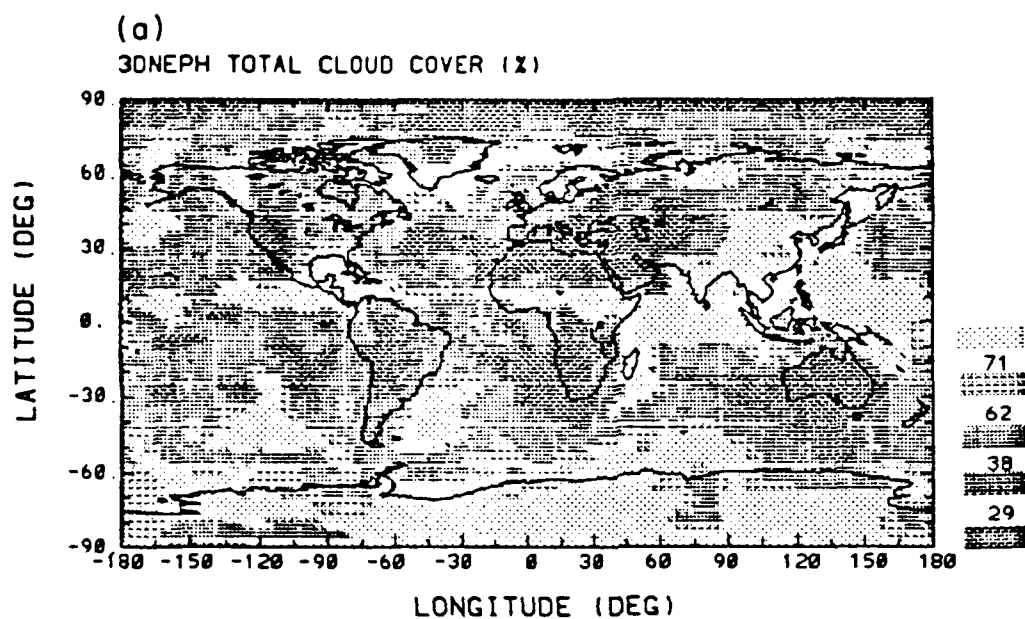 (a)
3DNEPH TOTAL CLOUD COVER (%)
90
60
30
0.
-30
-60
-90
LATITUDE (DEG)
-180 -150 -120 -90 -60 -30 0 30 60 90 120 150 180
LONGITUDE (DEG)
71
62
38
29